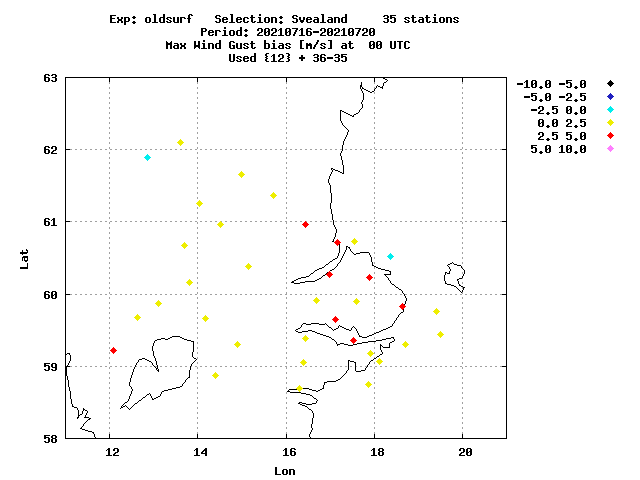 Exp: oldsurf   Selection: Svealand     35 stations
Period: 20210716-20210720
Max Wind Gust bias [m/s] at  00 UTC
Used {12} + 36-35
-10.0 -5.0
-5.0 -2.5
-2.5 0.0
0.0 2.5
2.5 5.0
5.0 10.0
63
62
61
60
59
58
Lat
12
14
16
18
20
Lon